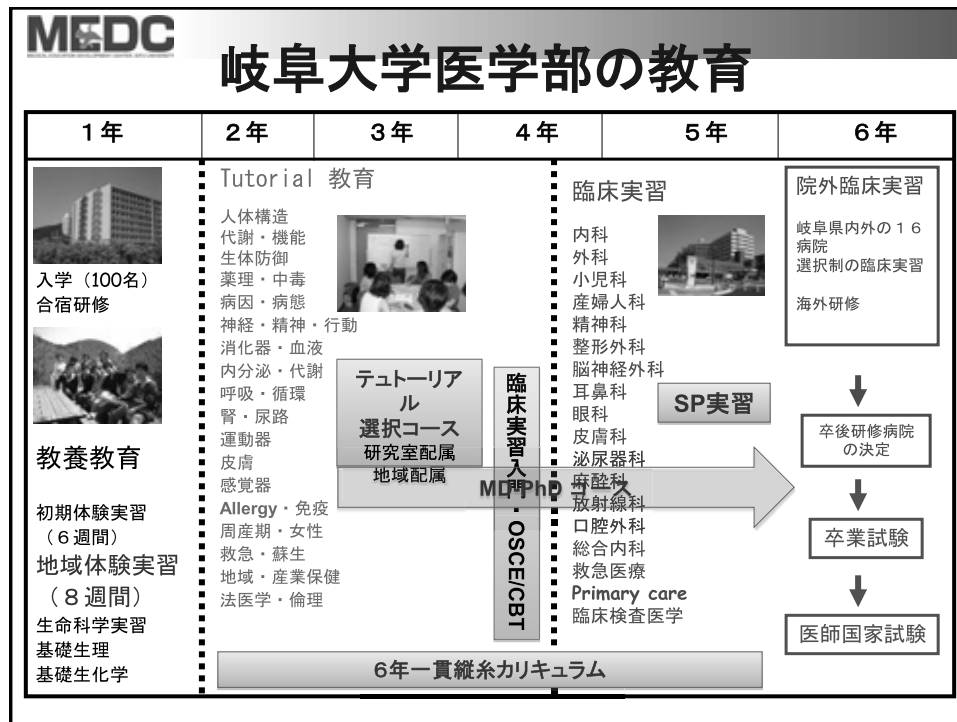 MEDC
岐阜大学医学部の教育
1年
2年
3年
4年
5年
6年
入学（100名）
合宿研修
教養教育
初期体験実習
（６週間）
地域体験実習
（８週間）
生命科学実習
基礎生理
基礎生化学
Tutorial 教育
人体構造
代謝・機能
生体防御
薬理・中毒
病因・病態
神経・精神・行動
消化器・血液
内分泌・代謝
呼吸・循環
腎・尿路
運動器
皮膚
感覚器
Allergy・免疫
周産期・女性
救急・蘇生
地域・産業保健
法医学・倫理
テュトーリア
ル
選択コース
研究室配属
地域配属
臨床実習入門・OSCE/CBT
MD PhD コース
臨床実習
内科
外科
小児科
産婦人科
精神科
整形外科
脳神経外科
耳鼻科
眼科
皮膚科
泌尿器科
麻酔科
放射線科
口腔外科
総合内科
救急医療
Primary care
臨床検査医学
SP実習
院外臨床実習
岐阜県内外の１６
病院
選択制の臨床実習
海外研修
卒後研修病院
の決定
卒業試験
医師国家試験
６年一貫縦糸カリキュラム